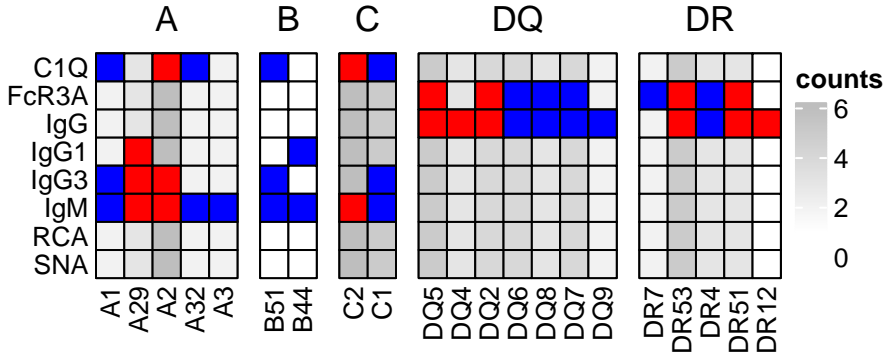 A B C DQ DR
C1Q
FcR3A
IgG
IgG1
IgG3
IgM
RCA
SNA
A1 A29 A2 A32 A3 B51 B44 C2 C1 DQ5 DQ4 DQ2 DQ6 DQ8 DQ7 DQ9 DR7 DR53 DR4 DR51 DR12
counts
6
4
2
0